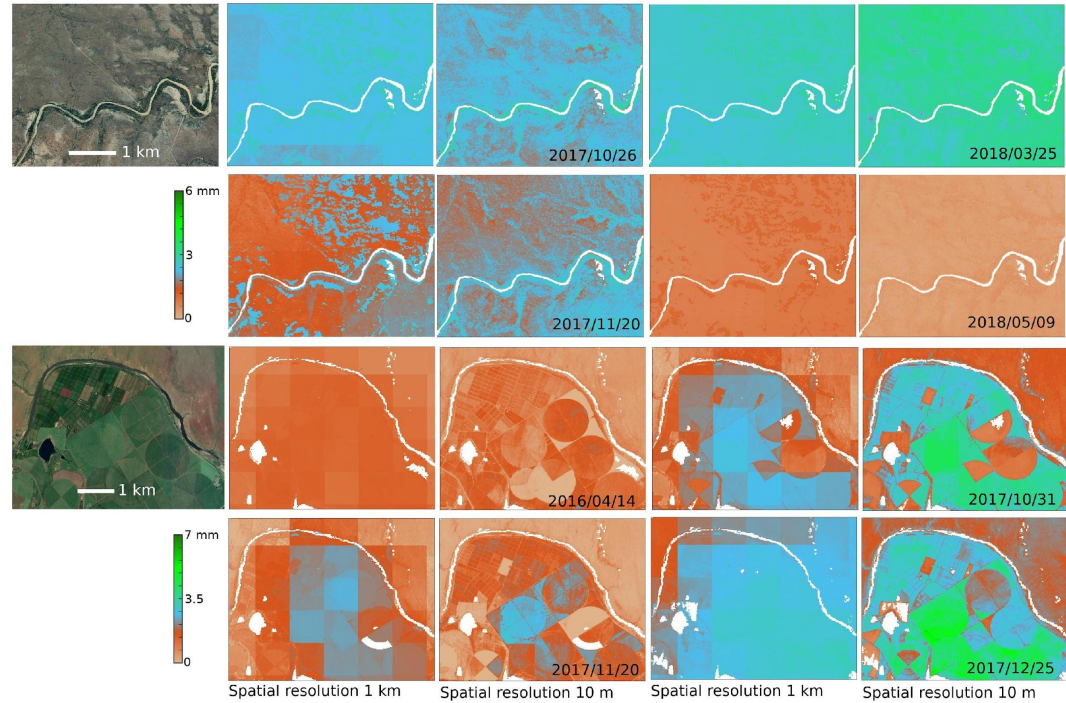 1 km
2017/10/26
2018/03/25
6 mm
3
0
2017/11/20
2018/05/09
1 km
2016/04/14
2017/10/31
7 mm
3.5
0
2017/11/20
2017/12/25
Spatial resolution 1 km
Spatial resolution 10 m
Spatial resolution 1 km
Spatial resolution 10 m